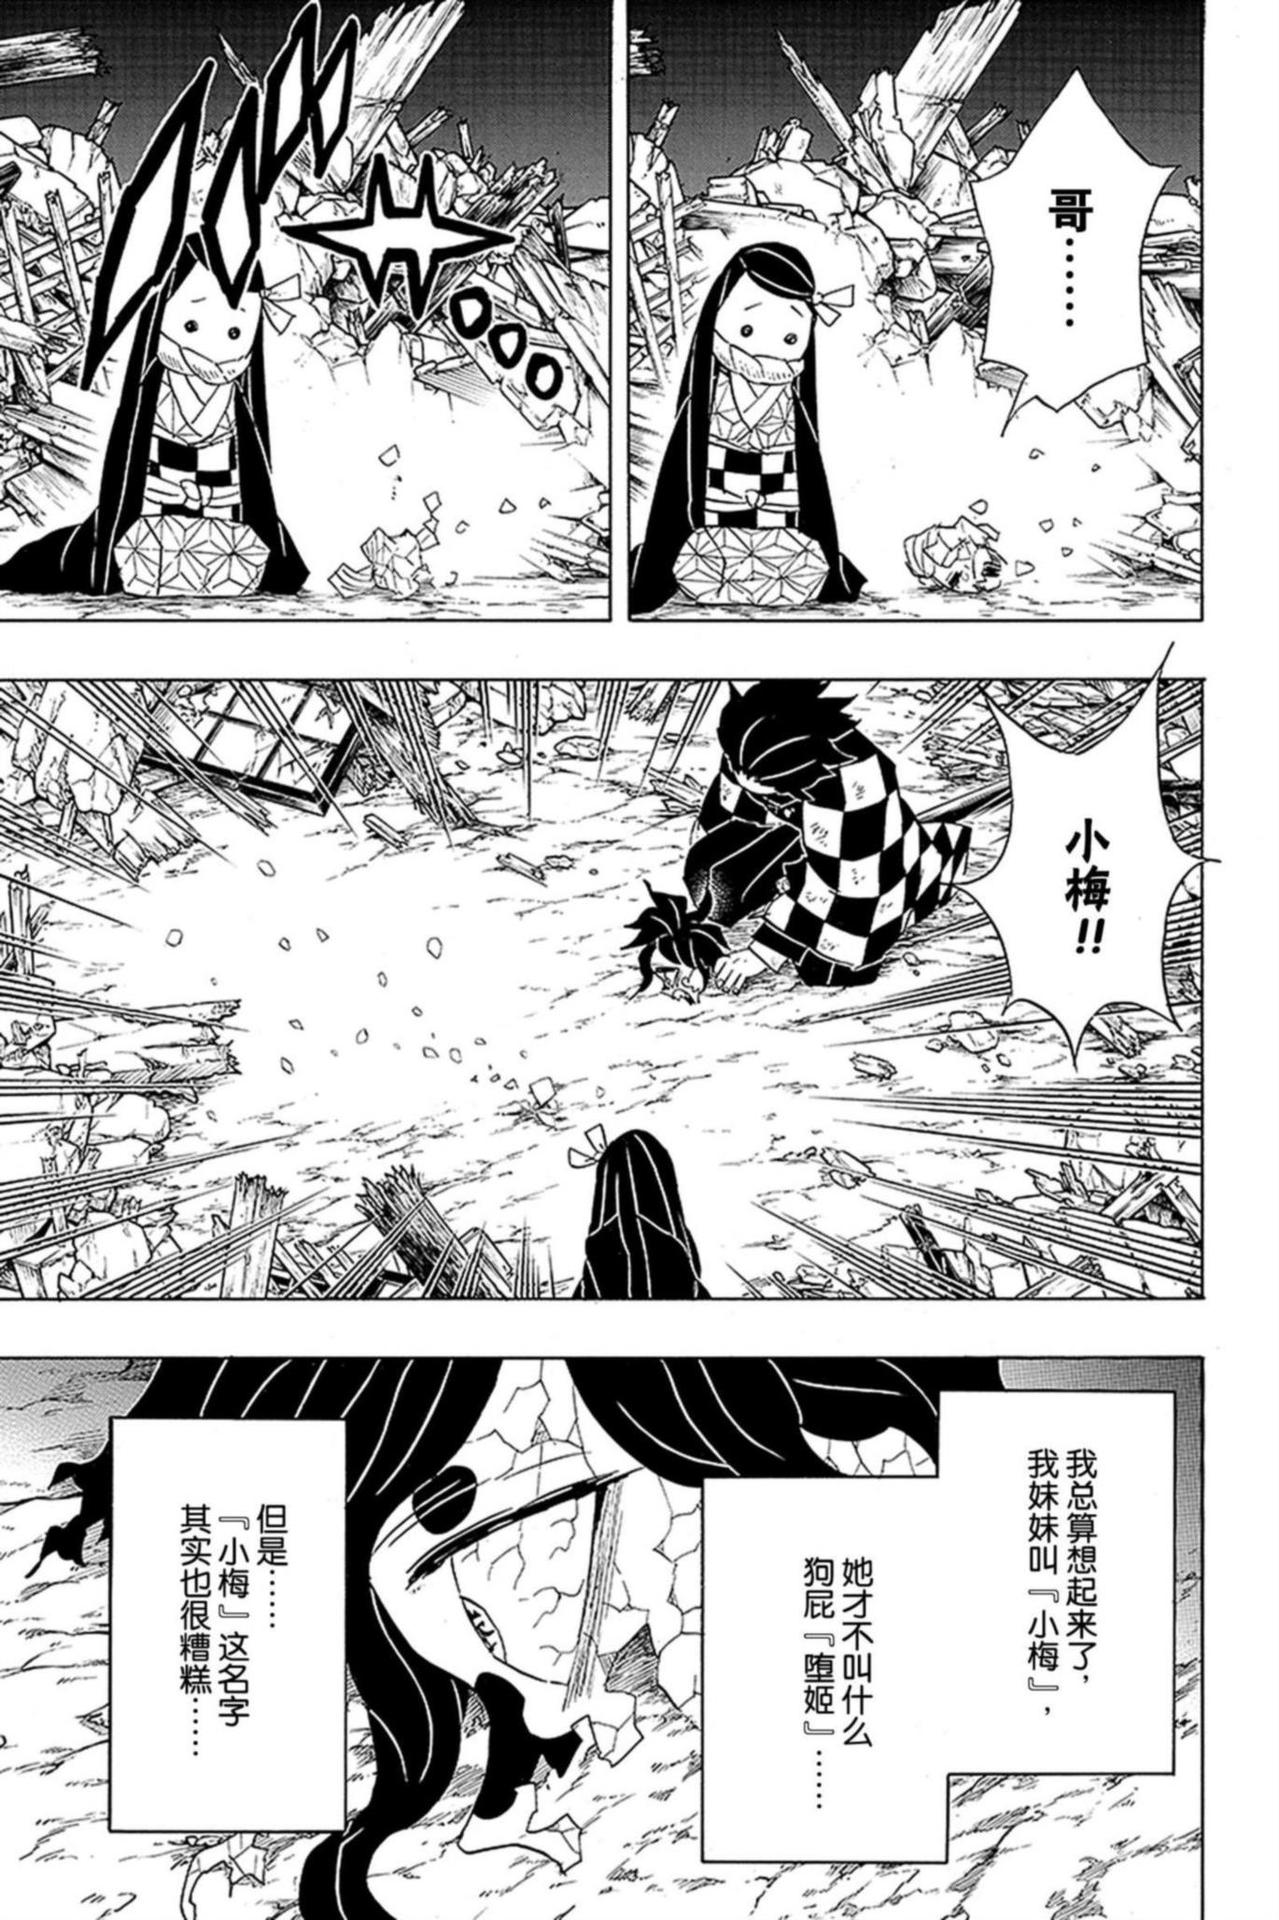 哥……
小梅!!
我总算想起来了，
我妹妹叫『小梅』，
她才不叫什么
狗屁『堕姬』……
但是……
『小梅』这名字
其实也很糟糕……